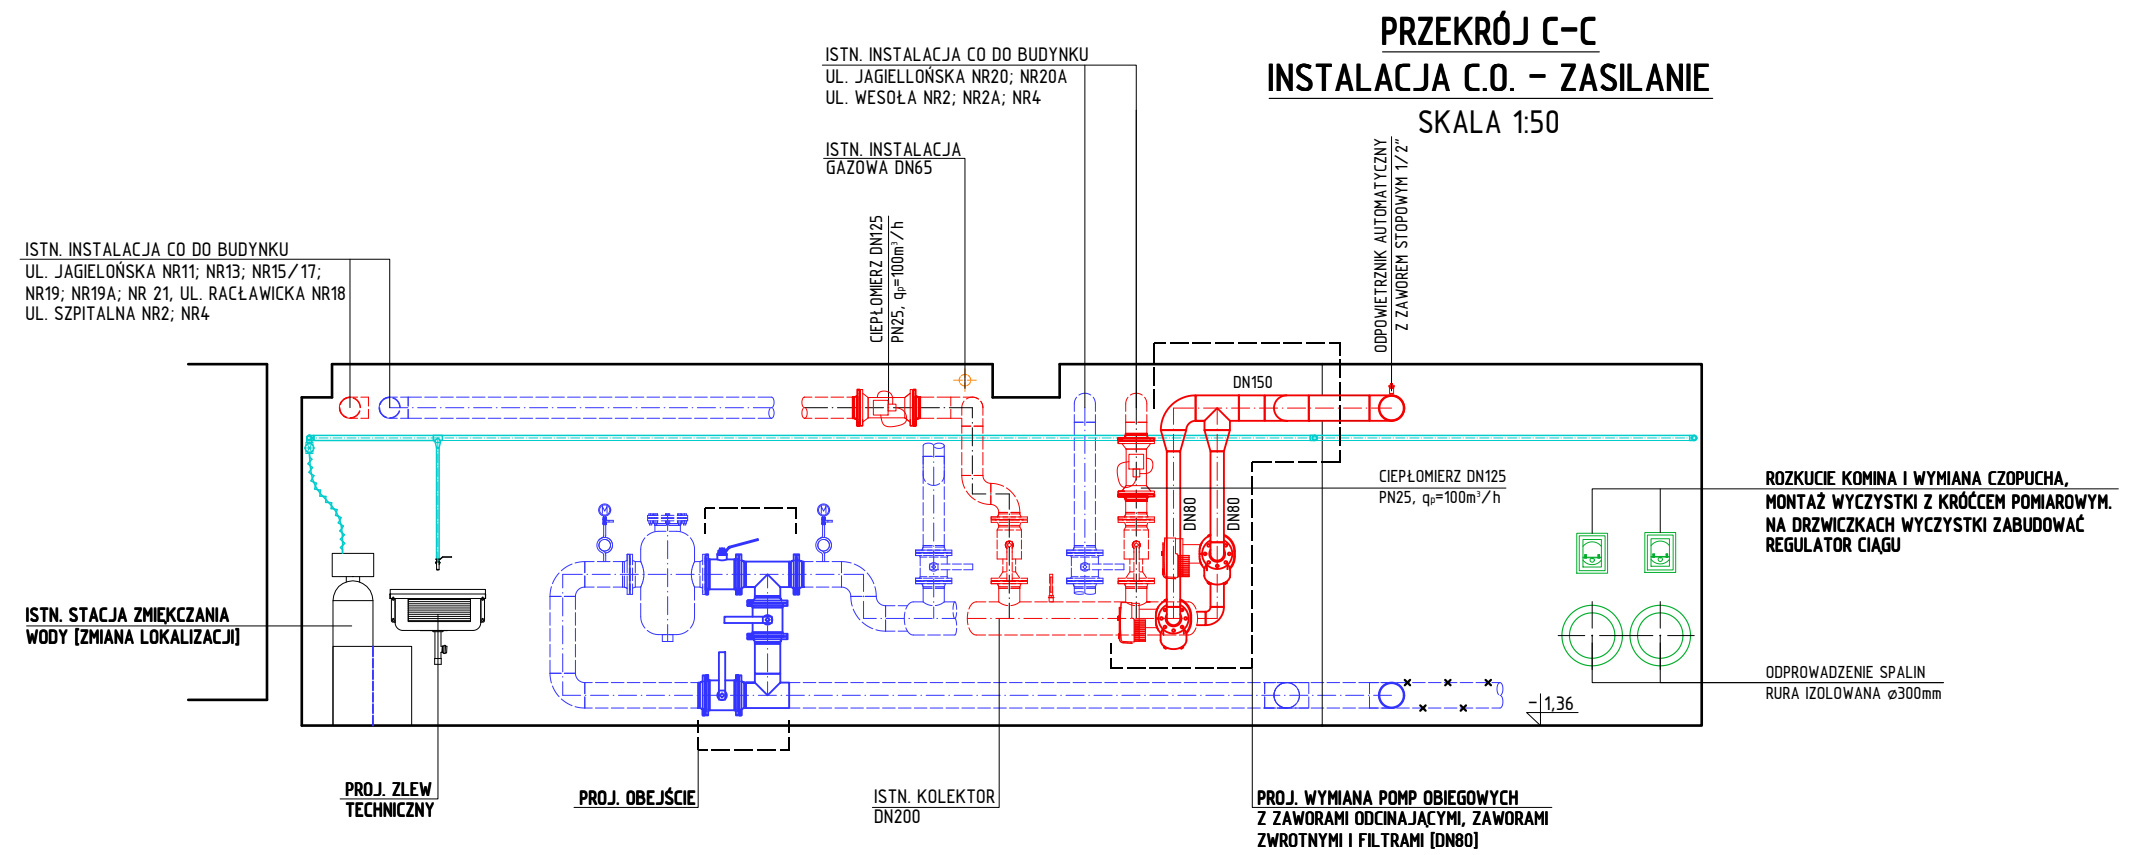 PRZEKRÓJ C-C
INSTALACJA C.O. - ZASILANIE
SKALA 1:50
ISTN. INSTALACJA CO DO BUDYNKU
UL. JAGIELLOŃSKA NR20; NR20A
UL. WESOŁA NR2; NR2A; NR4
ISTN. INSTALACJA
GAZOWA DN65
CIEPŁOMIERZ DN125
PN25, qₚ=100m³/h
ODPOWIETRZNIK AUTOMATYCZNY
Z ZAWOREM STOPOWYM 1/2"
ISTN. INSTALACJA CO DO BUDYNKU
UL. JAGIELOŃSKA NR11; NR13; NR15/17;
NR19; NR19A; NR 21, UL. RACŁAWICKA NR18
UL. SZPITALNA NR2; NR4
DN150
DN80
DN80
CIEPŁOMIERZ DN125
PN25, qₚ=100m³/h
ROZKUCIE KOMINA I WYMIANA CZOPUCHA,
MONTAŻ WYCZYSTKI Z KRÓĆCEM POMIAROWYM.
NA DRZWICZKACH WYCZYSTKI ZABUDOWAĆ
REGULATOR CIĄGU
M
M
ISTN. STACJA ZMIĘKCZANIA
WODY [ZMIANA LOKALIZACJI]
ODPROWADZENIE SPALIN
RURA IZOLOWANA ⌀300mm
-1,36
PROJ. ZLEW
TECHNICZNY
PROJ. OBEJŚCIE
ISTN. KOLEKTOR
DN200
PROJ. WYMIANA POMP OBIEGOWYCH
Z ZAWORAMI ODCINAJĄCYMI, ZAWORAMI
ZWROTNYMI I FILTRAMI [DN80]